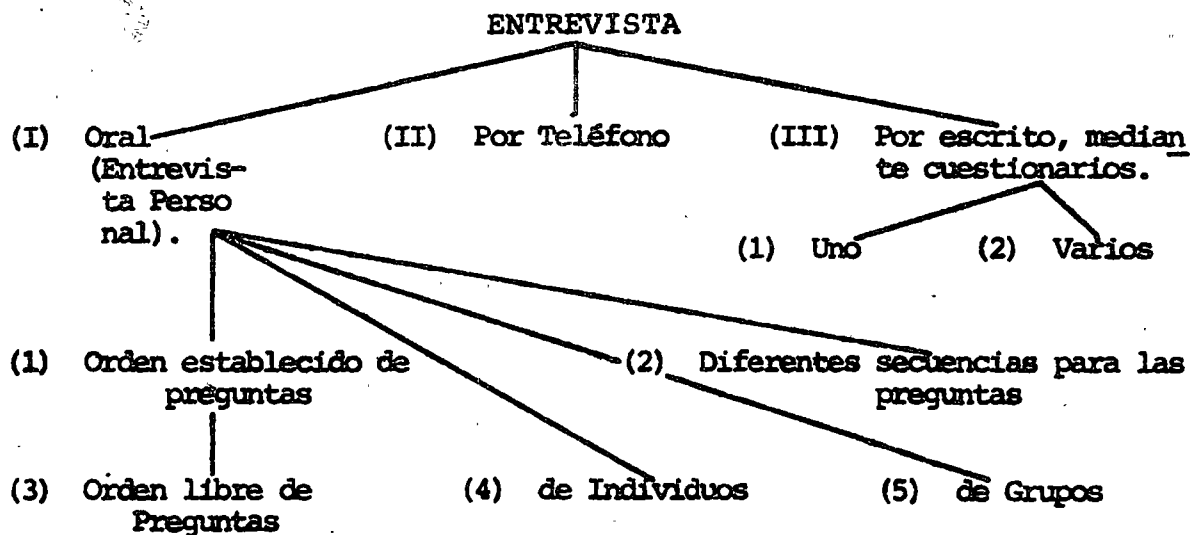 ENTREVISTA
(I) Oral (II) Por Teléfono (III) Por escrito, median
(Entrevis- te cuestionarios.
ta Perso
nal).
(1) Uno (2) Varios
(1) Orden establecido de (2) Diferentes secuencias para las
preguntas preguntas
(3) Orden libre de (4) de Individuos (5) de Grupos
Preguntas